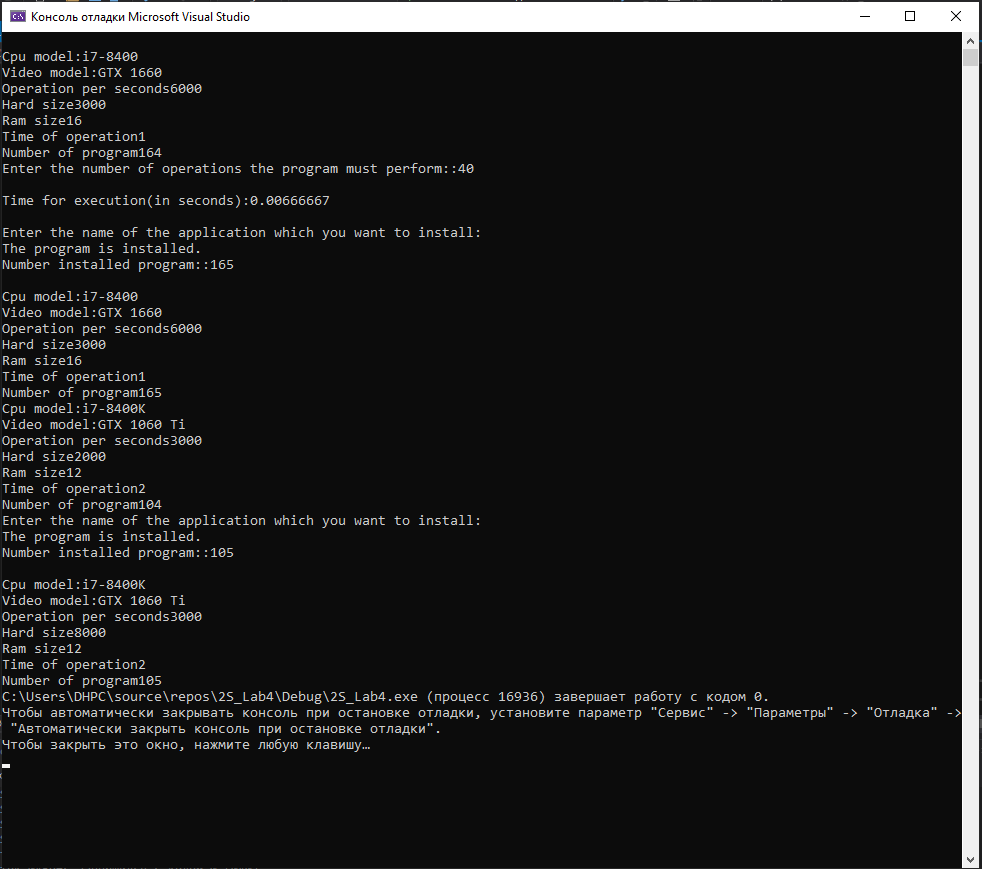 Консоль отладки Microsoft Visual Studio
Cpu model:i7-8400
Video model:GTX 1660
Operation per seconds6000
Hard size3000
Ram size16
Time of operation1
Number of program164
Enter the number of operations the program must perform::40
Time for execution(in seconds):0.00666667
Enter the name of the application which you want to install:
The program is installed.
Number installed program::165
Cpu model:i7-8400
Video model:GTX 1660
Operation per seconds6000
Hard size3000
Ram size16
Time of operation1
Number of program165
Cpu model:i7-8400K
Video model:GTX 1060 Ti
Operation per seconds3000
Hard size2000
Ram size12
Time of operation2
Number of program104
Enter the name of the application which you want to install:
The program is installed.
Number installed program::105
Cpu model:i7-8400K
Video model:GTX 1060 Ti
Operation per seconds3000
Hard size8000
Ram size12
Time of operation2
Number of program105
C:\Users\DHPC\source\repos\2S_Lab4\Debug\2S_Lab4.exe (процесс 16936) завершает работу с кодом 0.
Чтобы автоматически закрывать консоль при остановке отладки, установите параметр "Сервис" -> "Параметры" -> "Отладка" ->
"Автоматически закрыть консоль при остановке отладки".
Чтобы закрыть это окно, нажмите любую клавишу…